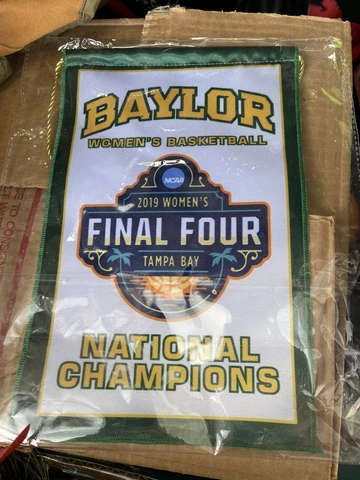 BAYLOR
WOMEN'S BASKETBALL
NCAA
2019 WOMEN'S
FINAL FOUR
TAMPA BAY
NATIONAL
CHAMPIONS